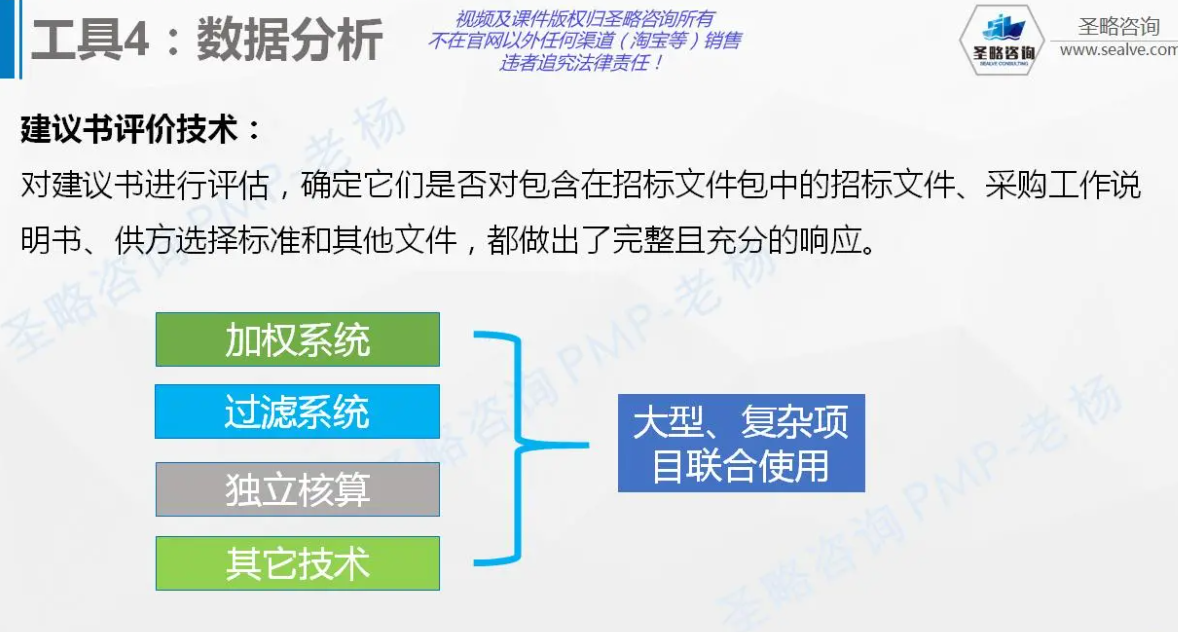 工具4：数据分析
视频及课件版权归圣略咨询所有
不在官网以外任何渠道（淘宝等）销售
违者追究法律责任！
圣略咨询
SEALVE CONSULTING
圣略咨询
www.sealve.com
建议书评价技术：
对建议书进行评估，确定它们是否对包含在招标文件包中的招标文件、采购工作说
明书、供方选择标准和其他文件，都做出了完整且充分的响应。
加权系统
过滤系统
独立核算
其它技术
大型、复杂项
目联合使用
圣略咨询PMP-老杨
圣略咨询PMP-老杨
圣略咨询PMP-老杨